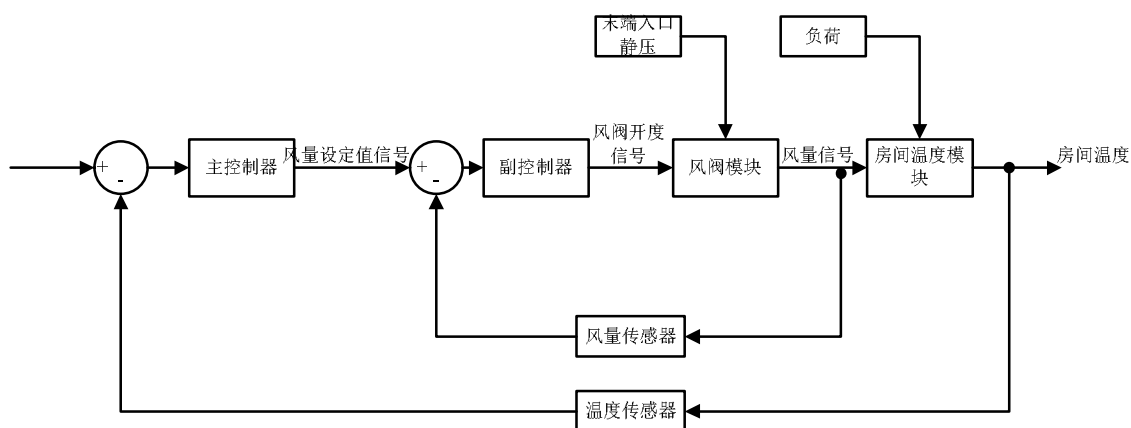 末端入口
静压
负荷
+
-
主控制器
风量设定值信号
+
-
副控制器
风阀开度
信号
风阀模块
风量信号
房间温度模
块
房间温度
风量传感器
温度传感器